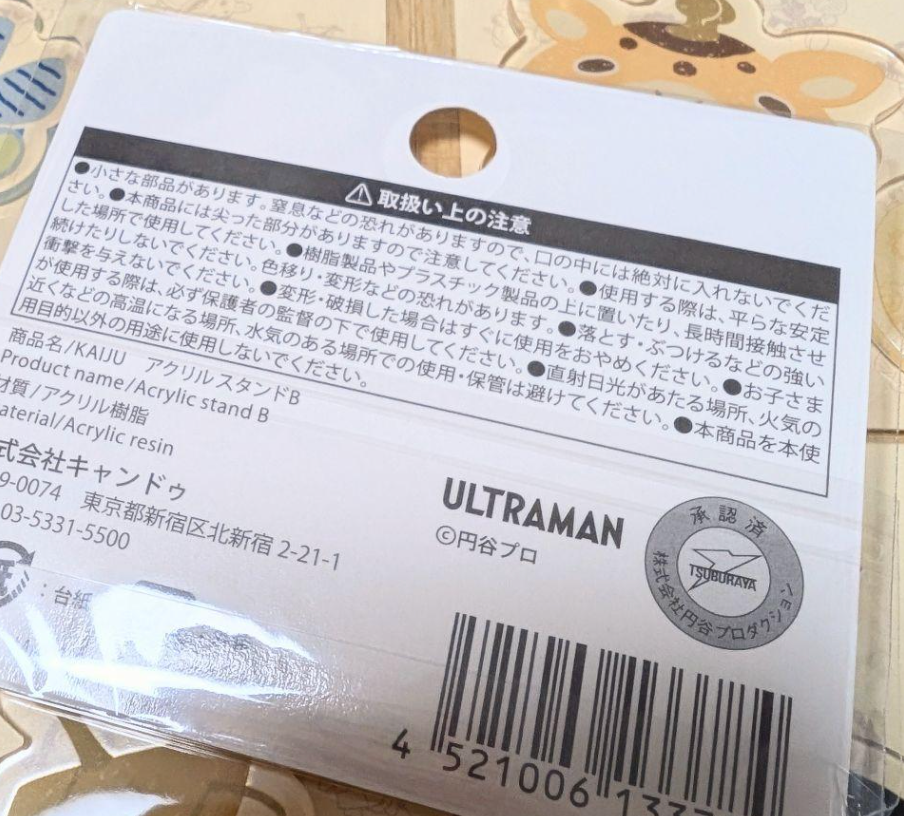 ⚠取扱い上の注意
●小さな部品があります。窒息などの恐れがありますので、口の中には絶対に入れないでくだ
さい。●本商品には尖った部分がありますので注意してください。●使用する際は、平らな安定
した場所で使用してください。●樹脂製品やプラスチック製品の上に置いたり、長時間接触させ
続けたりしないでください。色移り・変形などの恐れがあります。●落とす・ぶつけるなどの強い
衝撃を与えないでください。●変形・破損した場合はすぐに使用をおやめください。●お子さま
が使用する際は、必ず保護者の監督の下で使用してください。●直射日光があたる場所、火気の
近くなどの高温になる場所、水気のある場所での使用・保管は避けてください。●本商品を本使
用目的以外の用途に使用しないでください。
商品名/KAIJU アクリルスタンドB
Product name/Acrylic stand B
材質/アクリル樹脂
aterial/Acrylic resin
式会社キャンドゥ
9-0074 東京都新宿区北新宿 2-21-1
03-5331-5500
:台紙
ULTRAMAN
©円谷プロ
承認済
TSUBURAYA
株式会社円谷プロダクション
4 521006 133